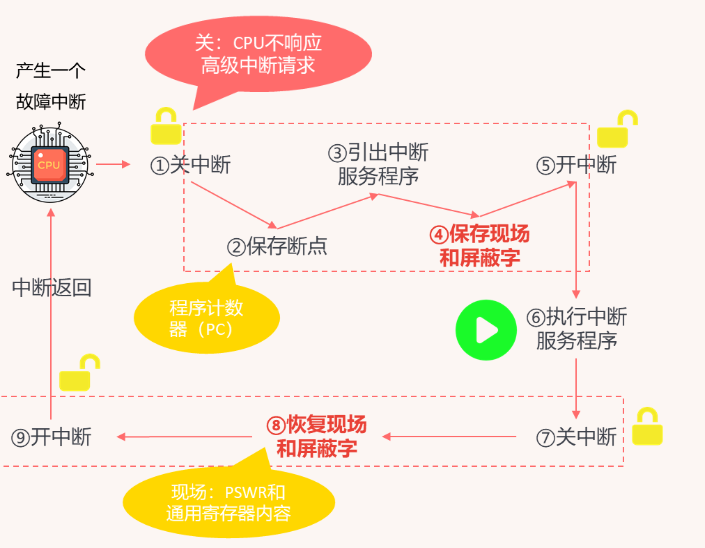 关：CPU不响应
高级中断请求
产生一个
故障中断
CPU
①关中断
③引出中断
服务程序
⑤开中断
②保存断点
④保存现场
和屏蔽字
中断返回
程序计数
器（PC）
⑥执行中断
服务程序
⑨开中断
⑧恢复现场
和屏蔽字
⑦关中断
现场：PSWR和
通用寄存器内容